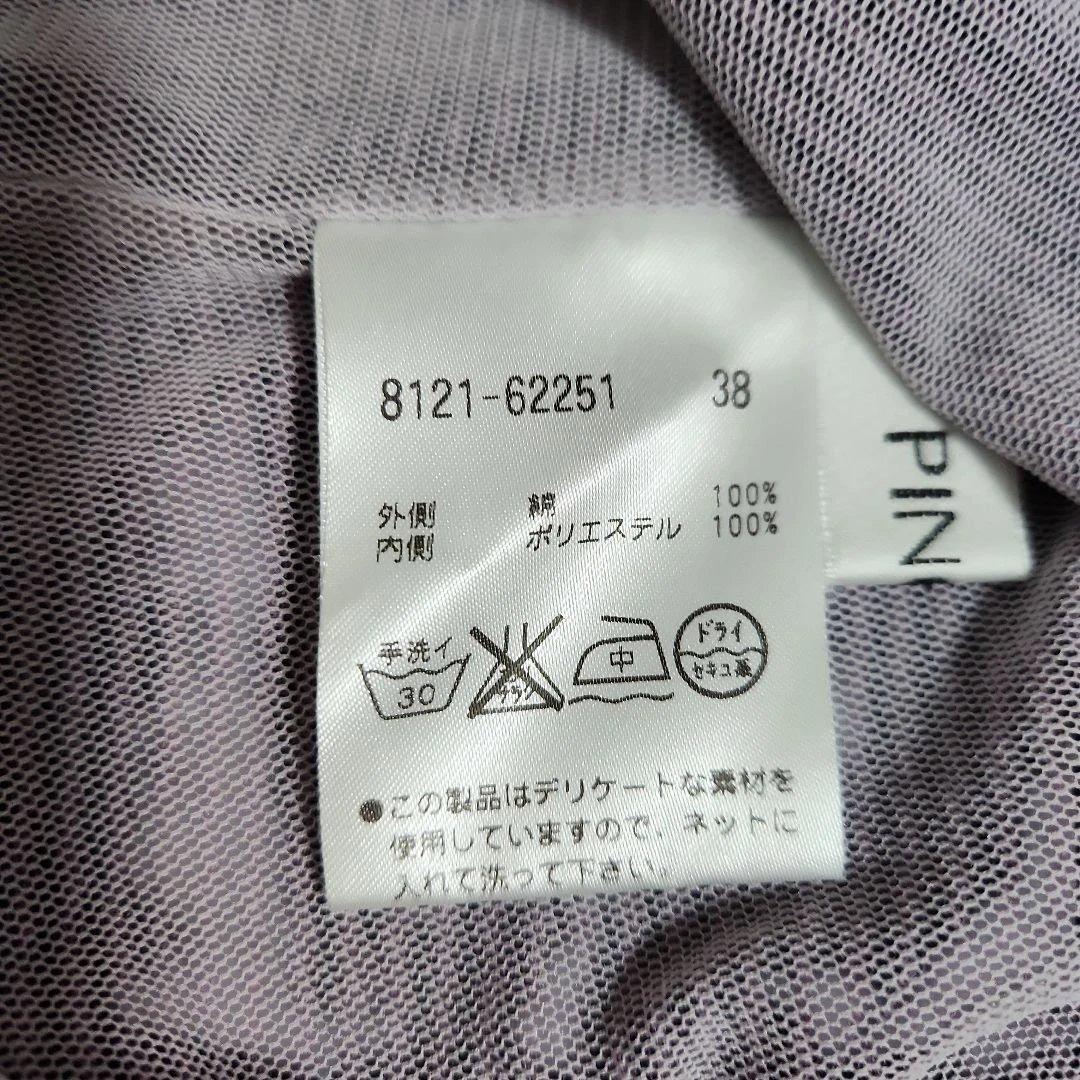 8121-62251 38
外側 綿 100%
内側 ポリエステル 100%
手洗イ
30
中
ドライ
セキユ系
●この製品はデリケートな素材を
使用していますので、ネットに
入れて洗って下さい。
PIN